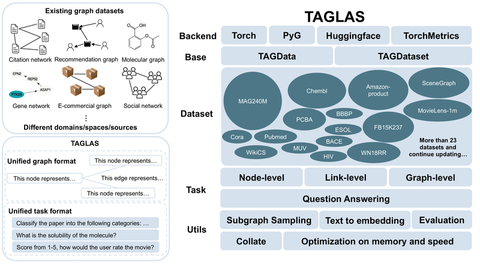 Existing graph datasets
Citation network
Recommendation graph
Molecular graph
Gene network
E-commercial graph
Social network
Different domains/spaces/sources
TAGLAS
Unified graph format
This node represents…
This node represents…
This edge represents…
This node represents…
Unified task format
Classify the paper into the following categories: …
What is the solubility of the molecule?
Score from 1-5, how would the user rate the movie?
TAGLAS
Backend
Torch
PyG
Huggingface
TorchMetrics
Base
TAGData
TAGDataset
Dataset
MAG240M
Chembl
Amazon-
product
SceneGraph
MovieLens-1m
PCBA
BBBP
ESOL
FB15K237
Cora
Pubmed
BACE
WikiCS
MUV
HIV
WN18RR
More than 23
datasets and
continue updating…
Task
Node-level
Link-level
Graph-level
Question Answering
Utils
Subgraph Sampling
Text to embedding
Evaluation
Collate
Optimization on memory and speed